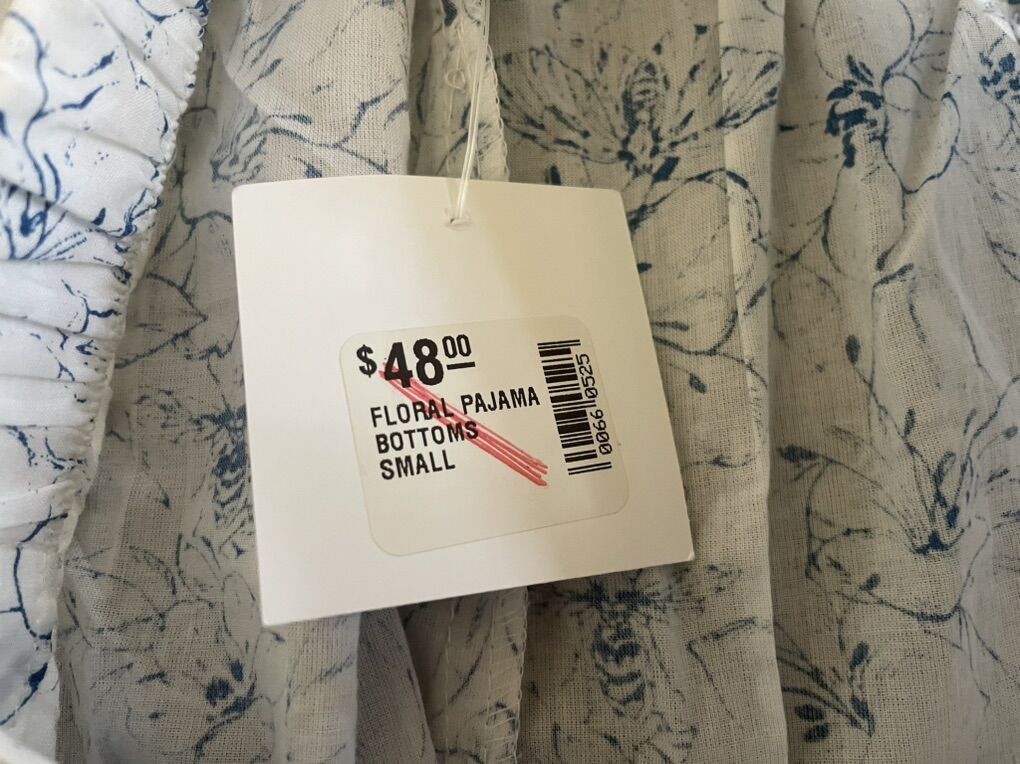 $48.00
FLORAL PAJAMA
BOTTOMS
SMALL
0066 0525